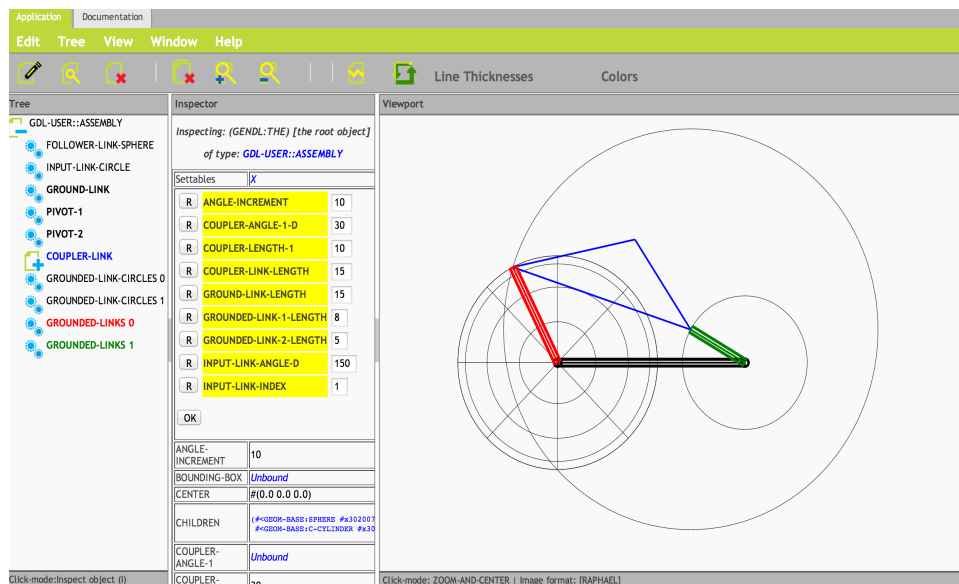 Application Documentation
Edit Tree View Window Help
Line Thicknesses Colors
Tree
GDL-USER::ASSEMBLY
FOLLOWER-LINK-SPHERE
INPUT-LINK-CIRCLE
GROUND-LINK
PIVOT-1
PIVOT-2
COUPLER-LINK
GROUNDED-LINK-CIRCLES 0
GROUNDED-LINK-CIRCLES 1
GROUNDED-LINKS 0
GROUNDED-LINKS 1
Click-mode:Inspect object (I)
Inspector
Inspecting: (GENDL:THE) [the root object]
of type: GDL-USER::ASSEMBLY
Settables X
R ANGLE-INCREMENT 10
R COUPLER-ANGLE-1-D 30
R COUPLER-LENGTH-1 10
R COUPLER-LINK-LENGTH 15
R GROUND-LINK-LENGTH 15
R GROUNDED-LINK-1-LENGTH 8
R GROUNDED-LINK-2-LENGTH 5
R INPUT-LINK-ANGLE-D 150
R INPUT-LINK-INDEX 1
OK
ANGLE-
INCREMENT 10
BOUNDING-BOX Unbound
CENTER #(0.0 0.0 0.0)
CHILDREN (#<GEOM-BASE:SPHERE #x302007
#<GEOM-BASE:C-CYLINDER #x30
COUPLER-
ANGLE-1 Unbound
COUPLER-
Viewport
Click-mode: ZOOM-AND-CENTER | Image format: [RAPHAEL]